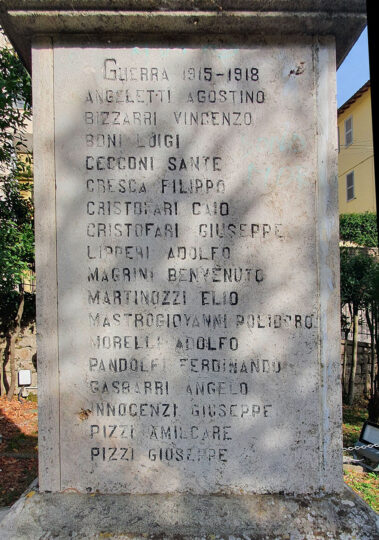 GUERRA 1915-1918
ANGELETTI AGOSTINO
BIZZARRI VINCENZO
BONI LUIGI
CECCONI SANTE
CRESCA FILIPPO
CRISTOFARI CAIO
CRISTOFARI GIUSEPPE
LIPPERI ADOLFO
MAGRINI BENVENUTO
MARTINOZZI ELIO
MASTROGIOVANNI POLIDORO
MORELLI ADOLFO
PANDOLFI FERDINANDO
GASBARRI ANGELO
INNOCENZI GIUSEPPE
PIZZI AMILCARE
PIZZI GIOSEPPE